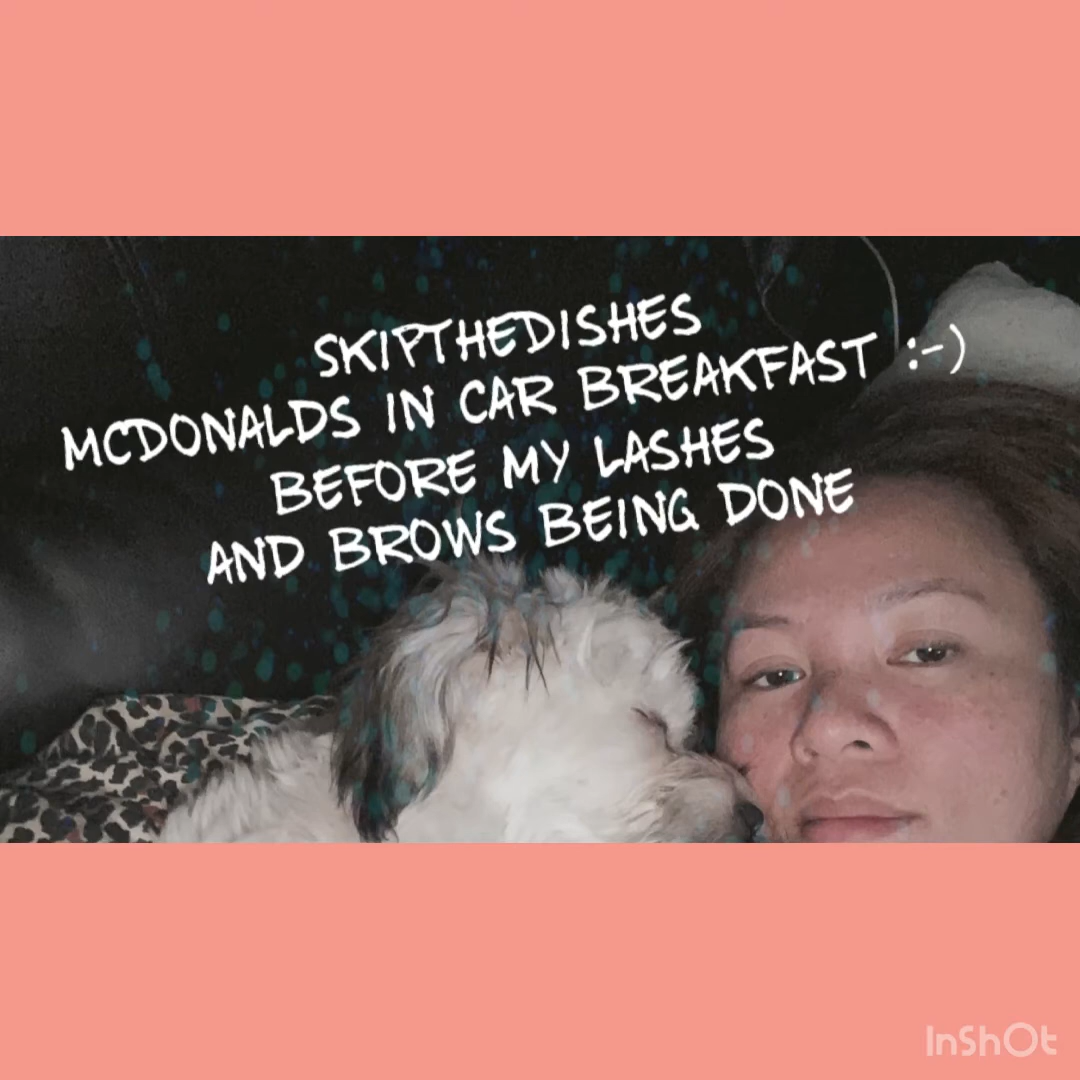 SKIPTHEDISHES
MCDONALDS IN CAR BREAKFAST :-)
BEFORE MY LASHES
AND BROWS BEING DONE
InShOt